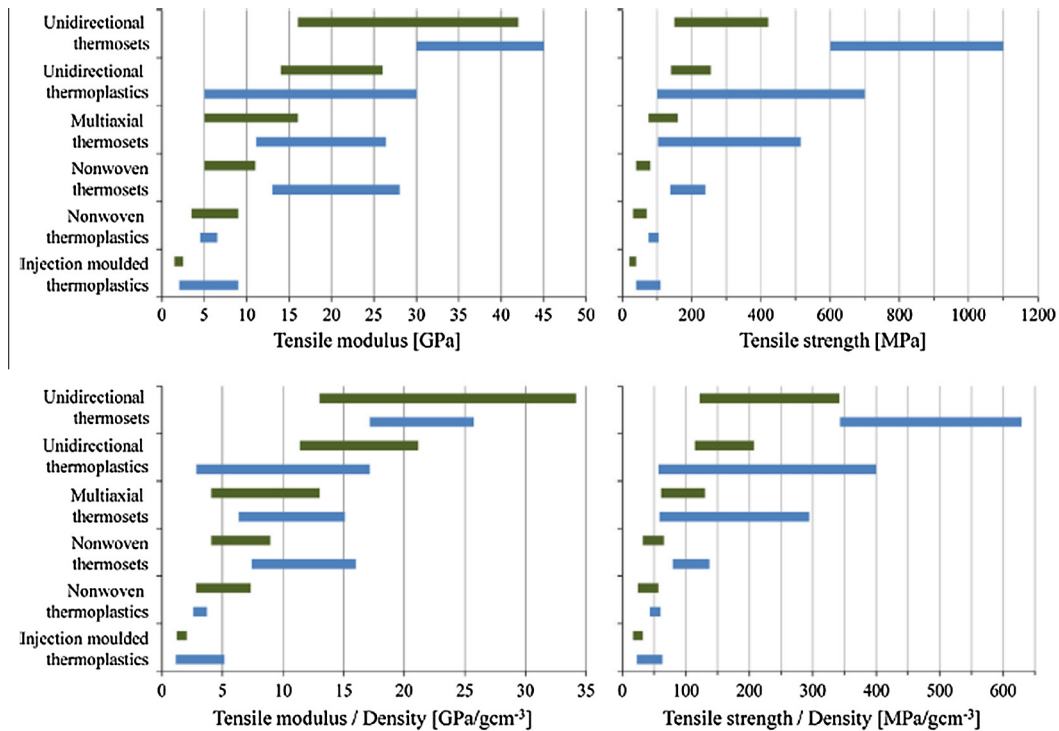 Unidirectional
thermosets
Unidirectional
thermoplastics
Multiaxial
thermosets
Nonwoven
thermosets
Nonwoven
thermoplastics
Injection moulded
thermoplastics
0 5 10 15 20 25 30 35 40 45 50
Tensile modulus [GPa]
0 200 400 600 800 1000 1200
Tensile strength [MPa]
Unidirectional
thermosets
Unidirectional
thermoplastics
Multiaxial
thermosets
Nonwoven
thermosets
Nonwoven
thermoplastics
Injection moulded
thermoplastics
0 5 10 15 20 25 30 35
Tensile modulus / Density [GPa/gcm⁻³]
0 100 200 300 400 500 600
Tensile strength / Density [MPa/gcm⁻³]